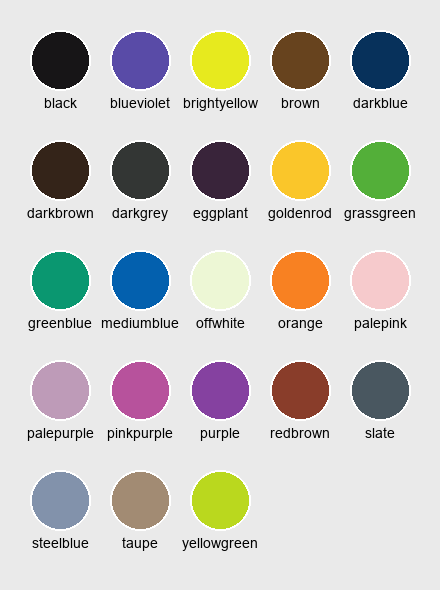 black blueviolet brightyellow brown darkblue
darkbrown darkgrey eggplant goldenrod grassgreen
greenblue mediumblue offwhite orange palepink
palepurple pinkpurple purple redbrown slate
steelblue taupe yellowgreen